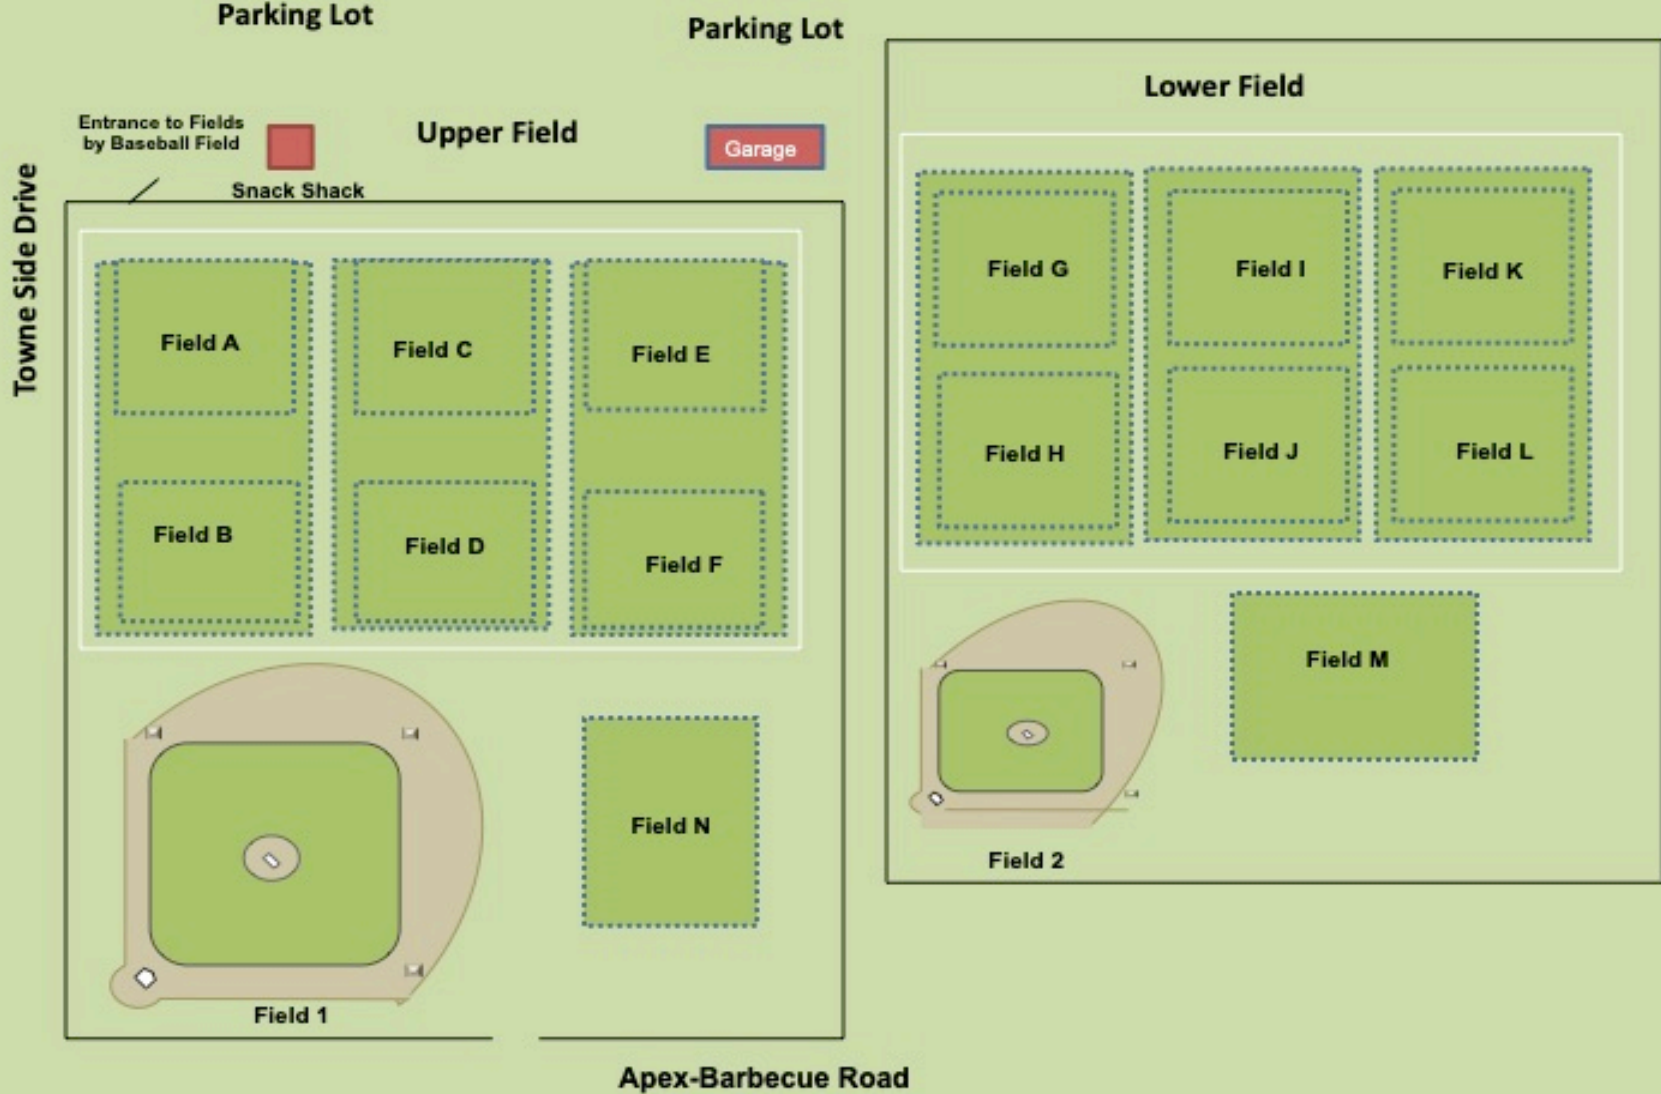 Parking Lot
Parking Lot
Lower Field
Entrance to Fields
by Baseball Field
Upper Field
Garage
Snack Shack
Towne Side Drive
Field A
Field C
Field E
Field G
Field I
Field K
Field B
Field D
Field F
Field H
Field J
Field L
Field M
Field N
Field 2
Field 1
Apex-Barbecue Road